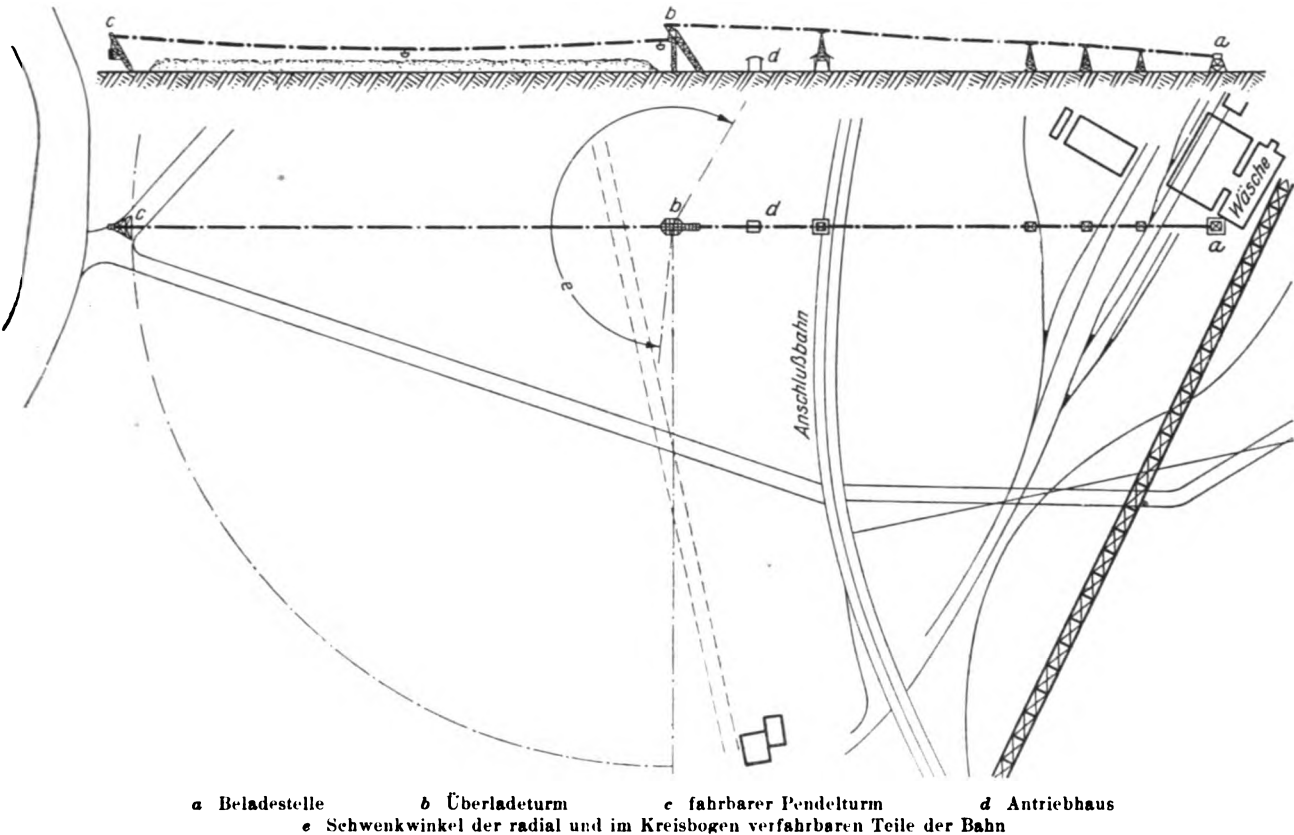 c
b
d
a
c
b
d
e
a
Wäsche
Anschlußbahn
a Beladestelle b Überladeturm c fahrbarer Pendelturm d Antriebhaus
e Schwenkwinkel der radial und im Kreisbogen verfahrbaren Teile der Bahn